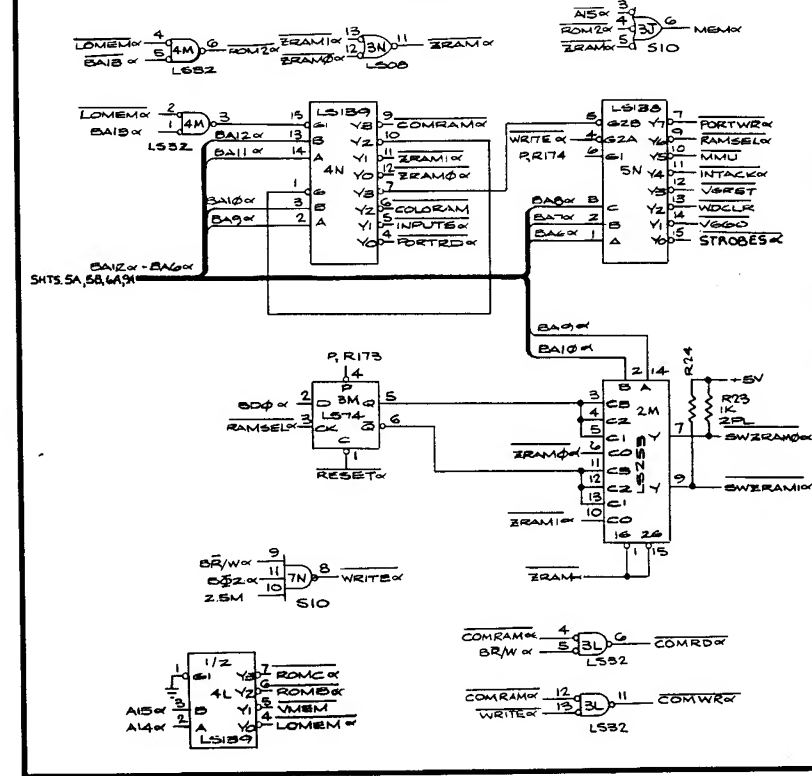 A15α 3
ROM2α 4 3J 6 MEMα
ZRAMα 5 S10
LOMEMα 4 4M 6 ROM2α
BA13α 5 LS32
ZRAM1α 13 3N 11 ZRAMα
ZRAM0α 12 LS08
LOMEMα 2 4M 3
BA13α 1 LS32
LS139
15 G1 Y3 9 COMRAMα
BA12α 13 B Y2 10
BA11α 14 A Y1 11 ZRAM1α
4N Y0 12 ZRAM0α
1 G Y3 7
BA10α 3 B Y2 6 COLORAM
BA9α 2 A Y1 5 INPUTSα
Y0 4 PORTRDα
LS138
5 G2B Y7 7 PORTWRα
WRITEα 4 G2A Y6 9 RAMSELα
P,R174 6 G1 Y5 10 MMU
5N Y4 11 INTACKα
Y3 12 VGRET
BA8α 3 C Y2 13 WDCLR
BA7α 2 B Y1 14 VGGO
BA6α 1 A Y0 15 STROBESα
BA12α - BA6α
SHTS. 5A,5B,6A,9A
BA9α
BA10α
P, R173
4
P
BD0α 2 D 3M Q 5
LS74
RAMSELα 3 CK Q 6
C
1
RESETα
2 14
B A
3 C3 2M
4 C2
5 C1 Y 7 SWZRAM0α
ZRAM0α 6 C0
LS253
11 C3
12 C2 Y 9 SWZRAM1α
13 C1
ZRAM1α 10 C0
1G 2G
1 15
ZRAM
R24
+5V
R23
1K
2PL
BR/Wα 9
BΦ2α 11 7N 8 WRITEα
2.5M 10
S10
COMRAMα 4 3L 6 COMRDα
BR/Wα 5
LS32
COMRAMα 12 3L 11 COMWRα
WRITEα 13
LS32
1/2
1 G1 Y3 7 ROMCα
4L Y2 6 ROMBα
A15α 3 B Y1 5 VMEM
A14α 2 A Y0 4 LOMEMα
LS139